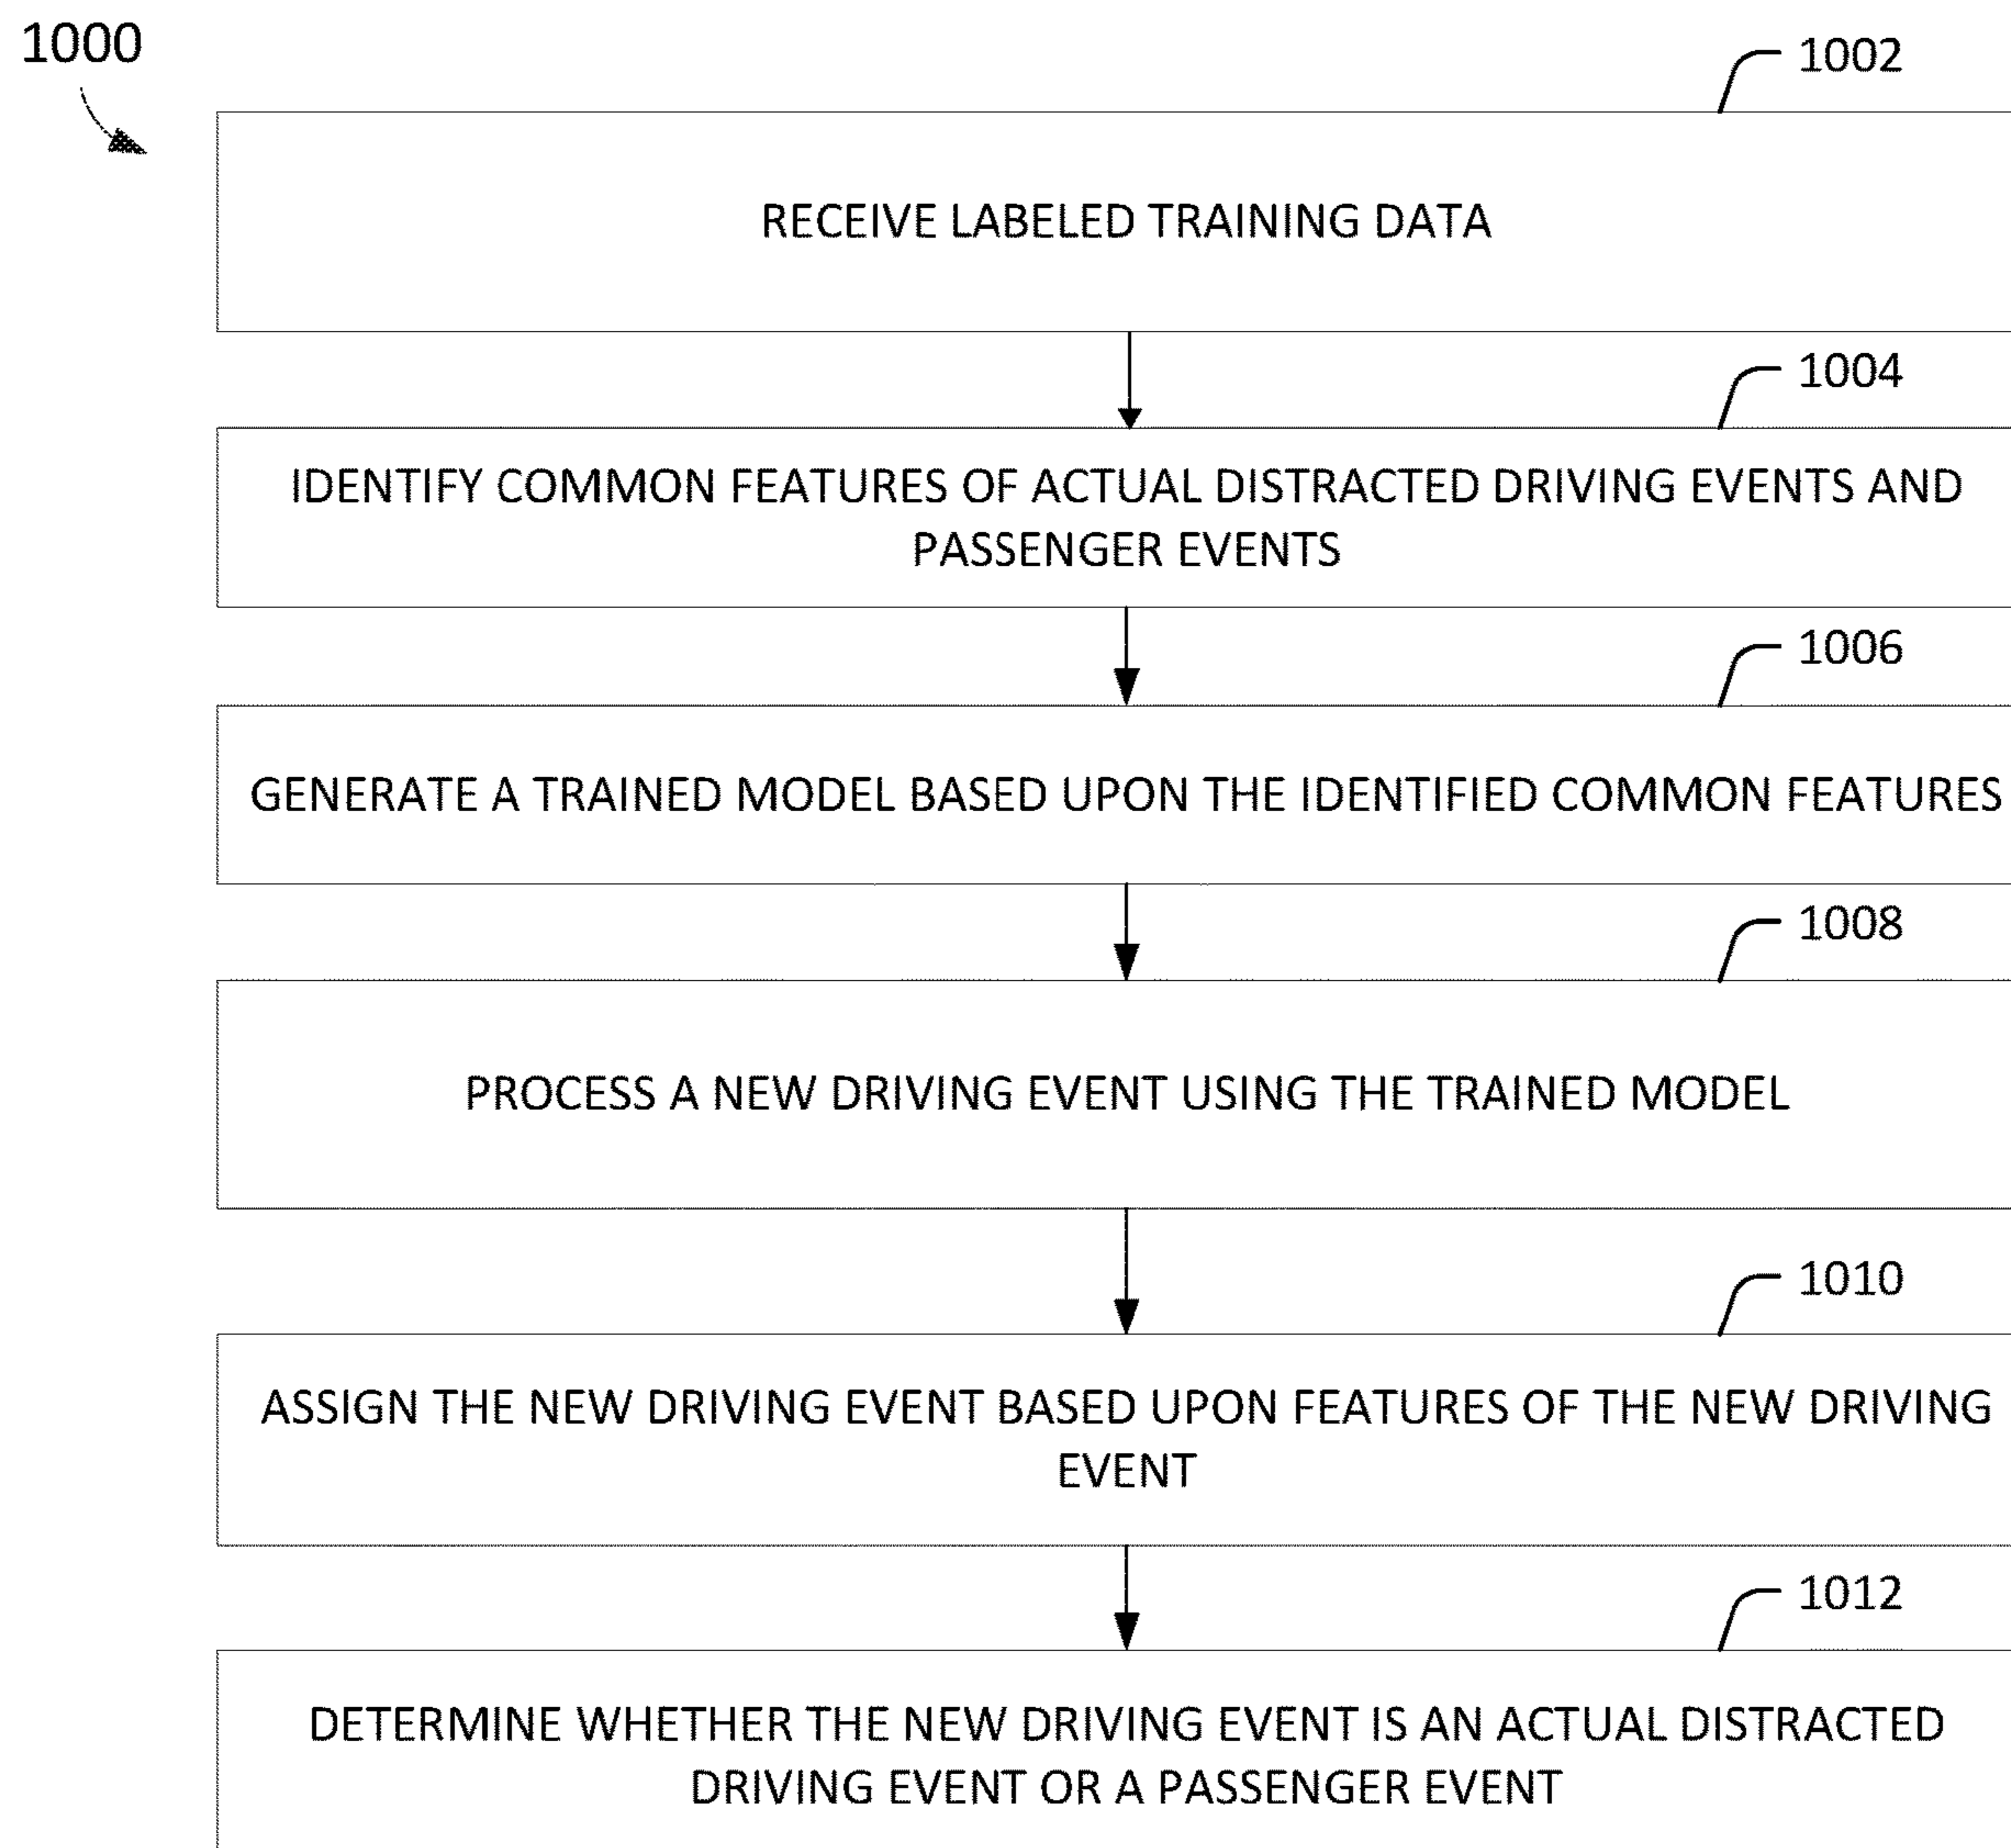 1000
1002
RECEIVE LABELED TRAINING DATA
1004
IDENTIFY COMMON FEATURES OF ACTUAL DISTRACTED DRIVING EVENTS AND
PASSENGER EVENTS
1006
GENERATE A TRAINED MODEL BASED UPON THE IDENTIFIED COMMON FEATURES
1008
PROCESS A NEW DRIVING EVENT USING THE TRAINED MODEL
1010
ASSIGN THE NEW DRIVING EVENT BASED UPON FEATURES OF THE NEW DRIVING
EVENT
1012
DETERMINE WHETHER THE NEW DRIVING EVENT IS AN ACTUAL DISTRACTED
DRIVING EVENT OR A PASSENGER EVENT